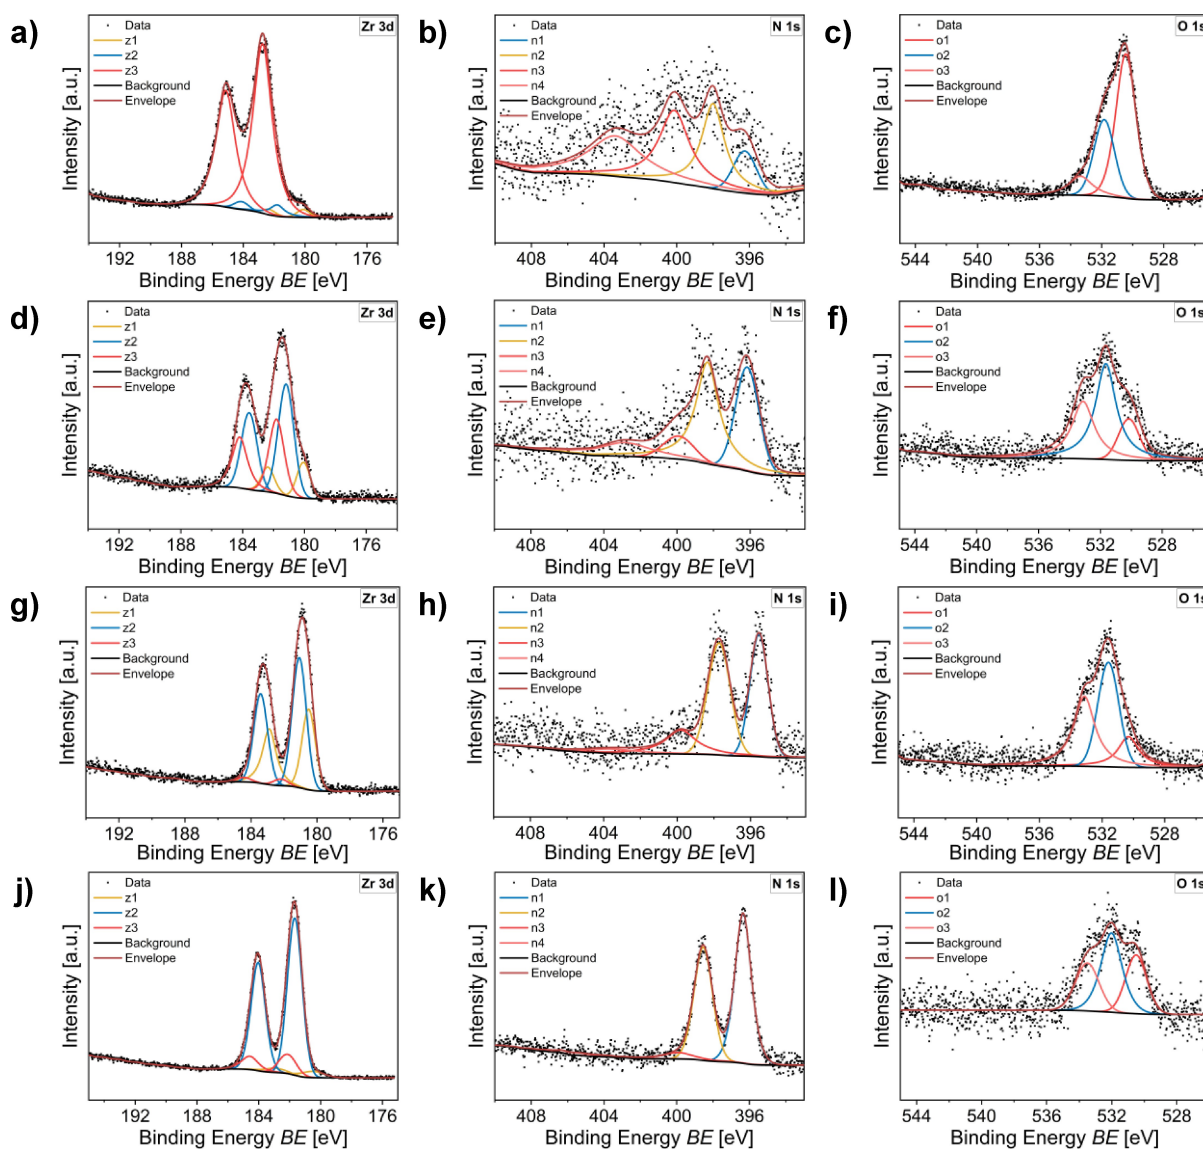 a)
Intensity [a.u.]
Data
z1
z2
z3
Background
Envelope
Zr 3d
192 188 184 180 176
Binding Energy BE [eV]
b)
Intensity [a.u.]
Data
n1
n2
n3
n4
Background
Envelope
N 1s
408 404 400 396
Binding Energy BE [eV]
c)
Intensity [a.u.]
Data
o1
o2
o3
Background
Envelope
O 1s
544 540 536 532 528
Binding Energy BE [eV]
d)
Intensity [a.u.]
Data
z1
z2
z3
Background
Envelope
Zr 3d
192 188 184 180 176
Binding Energy BE [eV]
e)
Intensity [a.u.]
Data
n1
n2
n3
n4
Background
Envelope
N 1s
408 404 400 396
Binding Energy BE [eV]
f)
Intensity [a.u.]
Data
o1
o2
o3
Background
Envelope
O 1s
544 540 536 532 528
Binding Energy BE [eV]
g)
Intensity [a.u.]
Data
z1
z2
z3
Background
Envelope
Zr 3d
192 188 184 180 176
Binding Energy BE [eV]
h)
Intensity [a.u.]
Data
n1
n2
n3
n4
Background
Envelope
N 1s
408 404 400 396
Binding Energy BE [eV]
i)
Intensity [a.u.]
Data
o1
o2
o3
Background
Envelope
O 1s
544 540 536 532 528
Binding Energy BE [eV]
j)
Intensity [a.u.]
Data
z1
z2
z3
Background
Envelope
Zr 3d
192 188 184 180 176
Binding Energy BE [eV]
k)
Intensity [a.u.]
Data
n1
n2
n3
n4
Background
Envelope
N 1s
408 404 400 396
Binding Energy BE [eV]
l)
Intensity [a.u.]
Data
o1
o2
o3
Background
Envelope
O 1s
544 540 536 532 528
Binding Energy BE [eV]